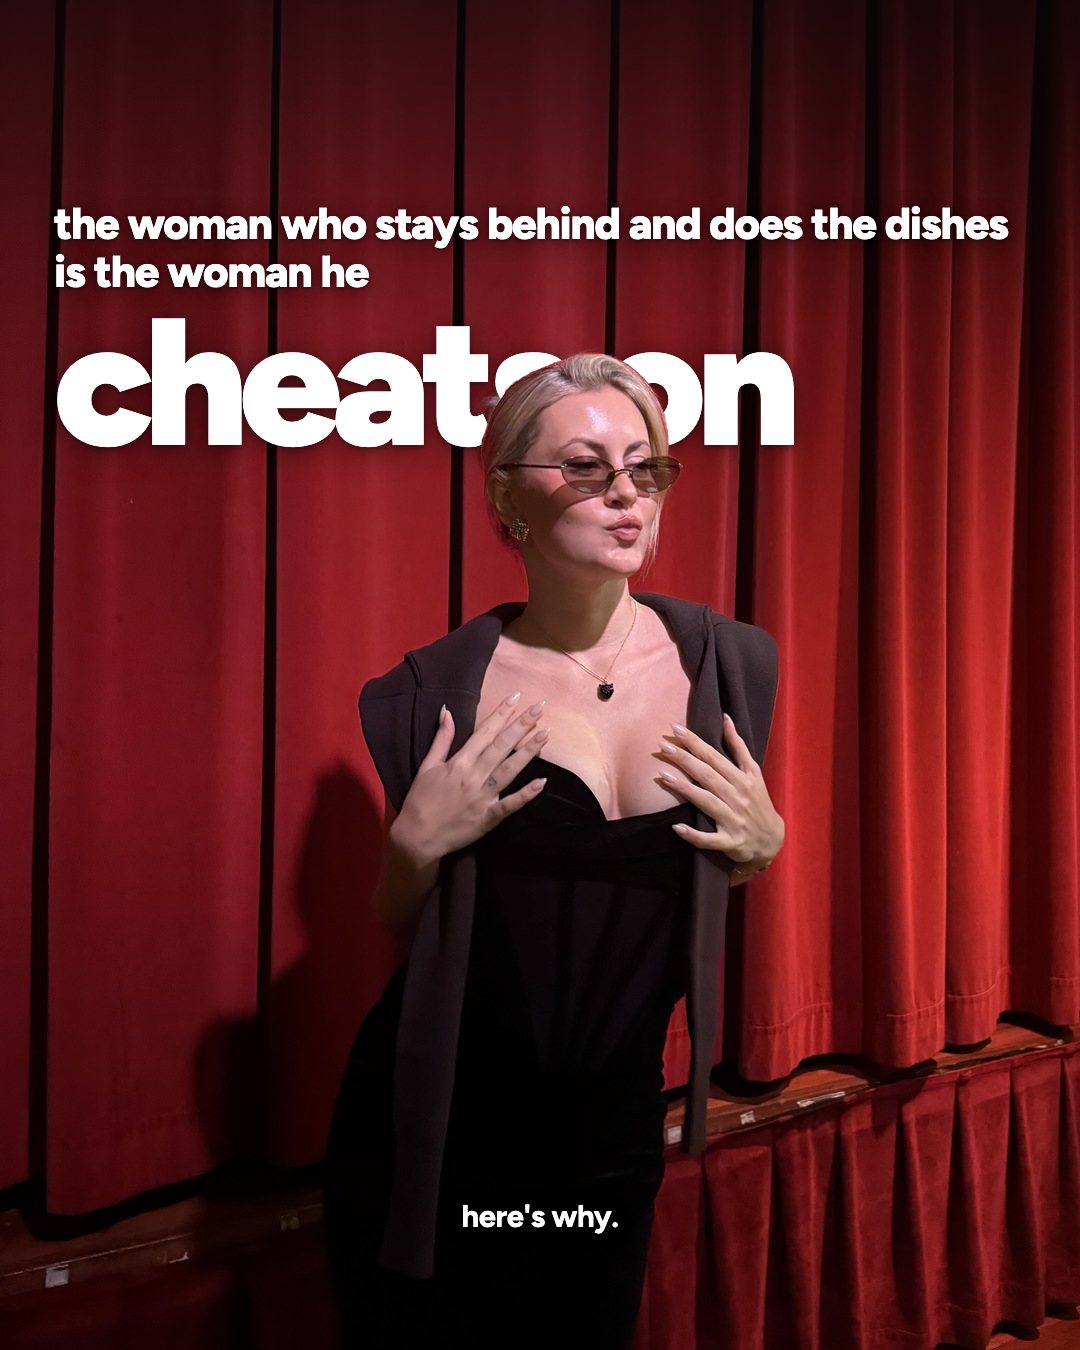 the woman who stays behind and does the dishes
is the woman he
cheats on
here's why.